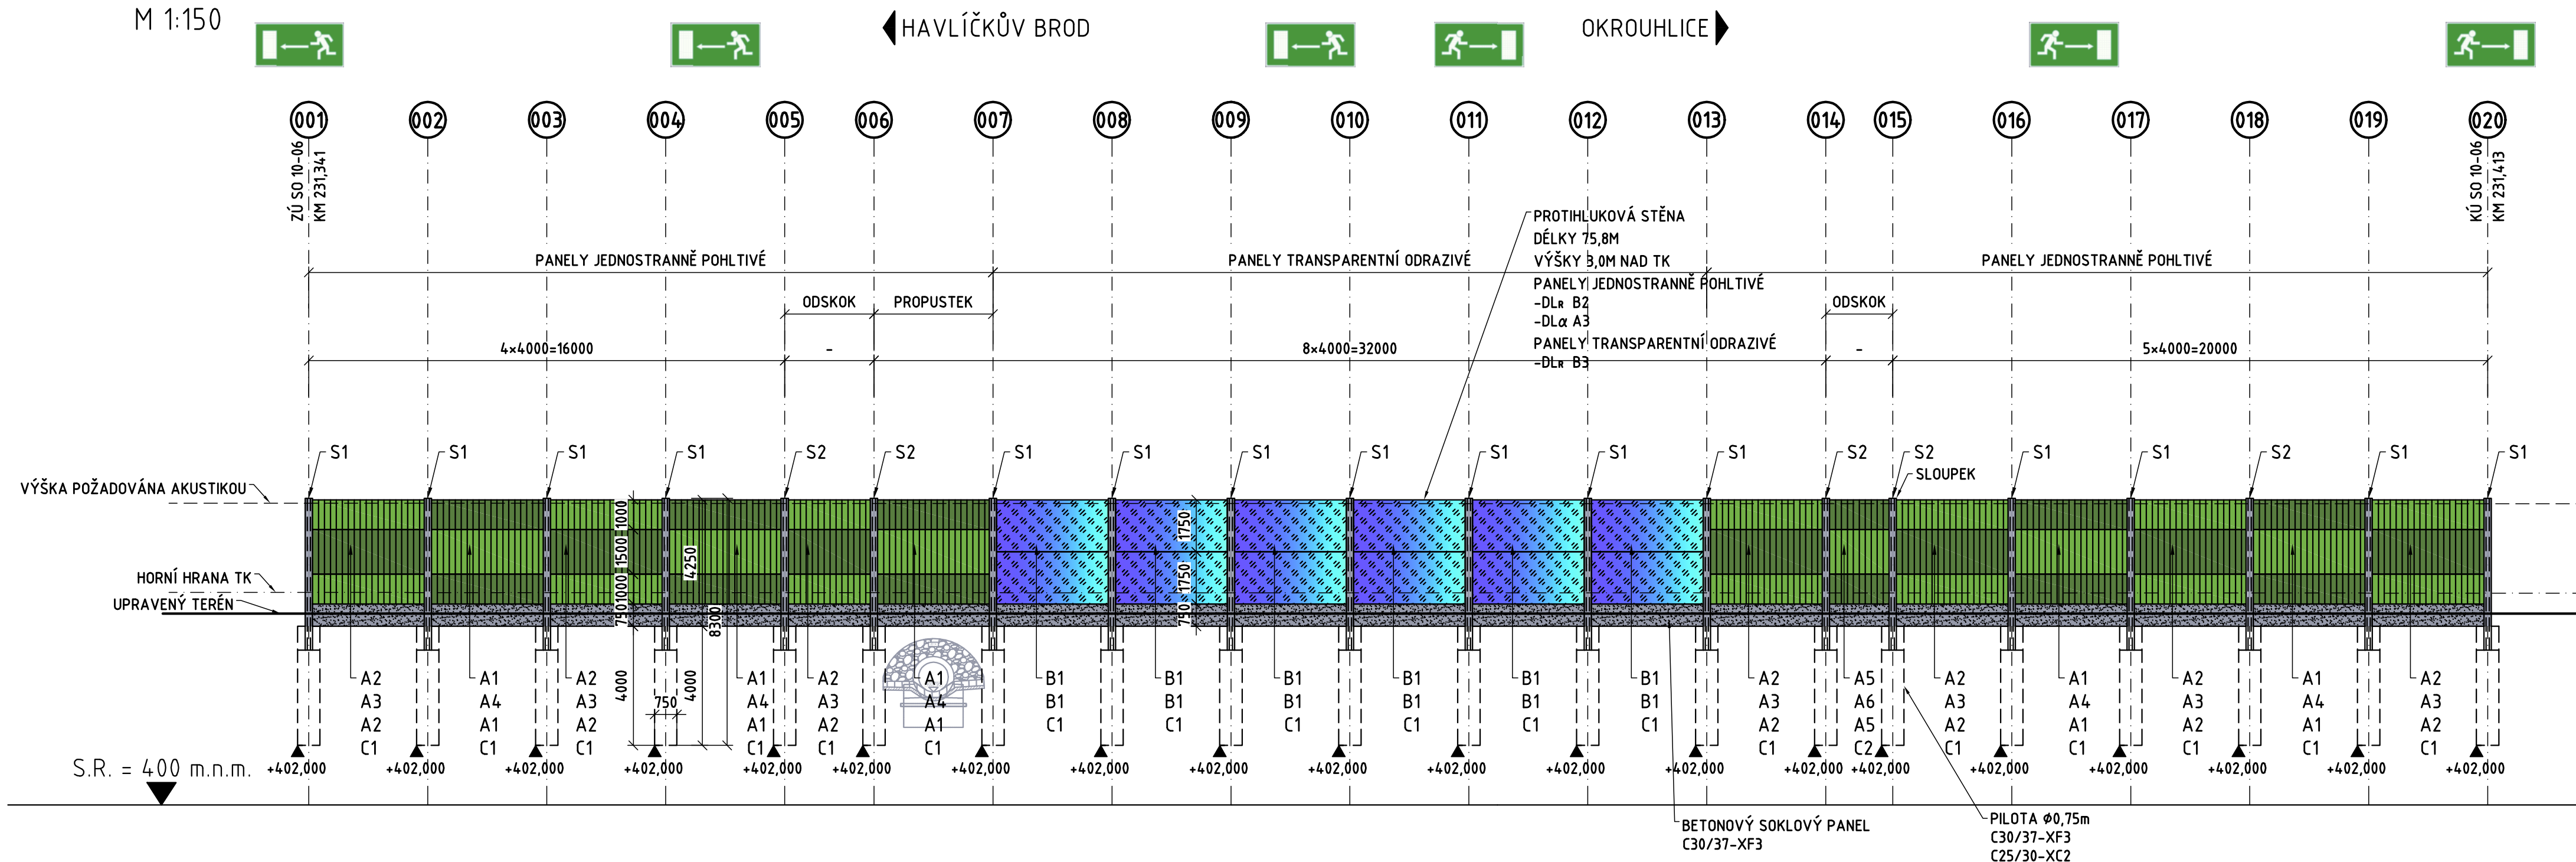 M 1:150
HAVLÍČKŮV BROD
OKROUHLICE
001 002 003 004 005 006 007 008 009 010 011 012 013 014 015 016 017 018 019 020
ZÚ SO 10-06
KM 231,341
KÚ SO 10-06
KM 231,413
PROTIHLUKOVÁ STĚNA
DÉLKY 75,8M
VÝŠKY 3,0M NAD TK
PANELY JEDNOSTRANNĚ POHLTIVÉ
-DLR B2
-DLα A3
PANELY TRANSPARENTNÍ ODRAZIVÉ
-DLR B3
PANELY JEDNOSTRANNĚ POHLTIVÉ
PANELY TRANSPARENTNÍ ODRAZIVÉ
PANELY JEDNOSTRANNĚ POHLTIVÉ
ODSKOK
PROPUSTEK
ODSKOK
4×4000=16000
-
8×4000=32000
-
5×4000=20000
S1 S1 S1 S1 S2 S2 S1 S1 S1 S1 S1 S1 S1 S2 S2 S1 S1 S2 S1 S1
SLOUPEK
VÝŠKA POŽADOVÁNA AKUSTIKOU
HORNÍ HRANA TK
UPRAVENÝ TERÉN
1000
1500
1000
750
4000
4250
4000
8300
750
1750
1750
750
A2 A1 A2 A1 A2 A1 B1 B1 B1 B1 B1 B1 A2 A5 A2 A1 A2 A1 A2
A3 A4 A3 A4 A3 A4 B1 B1 B1 B1 B1 B1 A3 A6 A3 A4 A3 A4 A3
A2 A1 A2 A1 A2 A1 C1 C1 C1 C1 C1 C1 A2 A5 A2 A1 A2 A1 A2
C1 C1 C1 C1 C1 C1 C1 C2 C1 C1 C1 C1 C1
S.R. = 400 m.n.m.
+402,000 +402,000 +402,000 +402,000 +402,000 +402,000 +402,000 +402,000 +402,000 +402,000 +402,000 +402,000 +402,000 +402,000 +402,000 +402,000 +402,000 +402,000 +402,000 +402,000
BETONOVÝ SOKLOVÝ PANEL
C30/37-XF3
PILOTA Ø0,75m
C30/37-XF3
C25/30-XC2